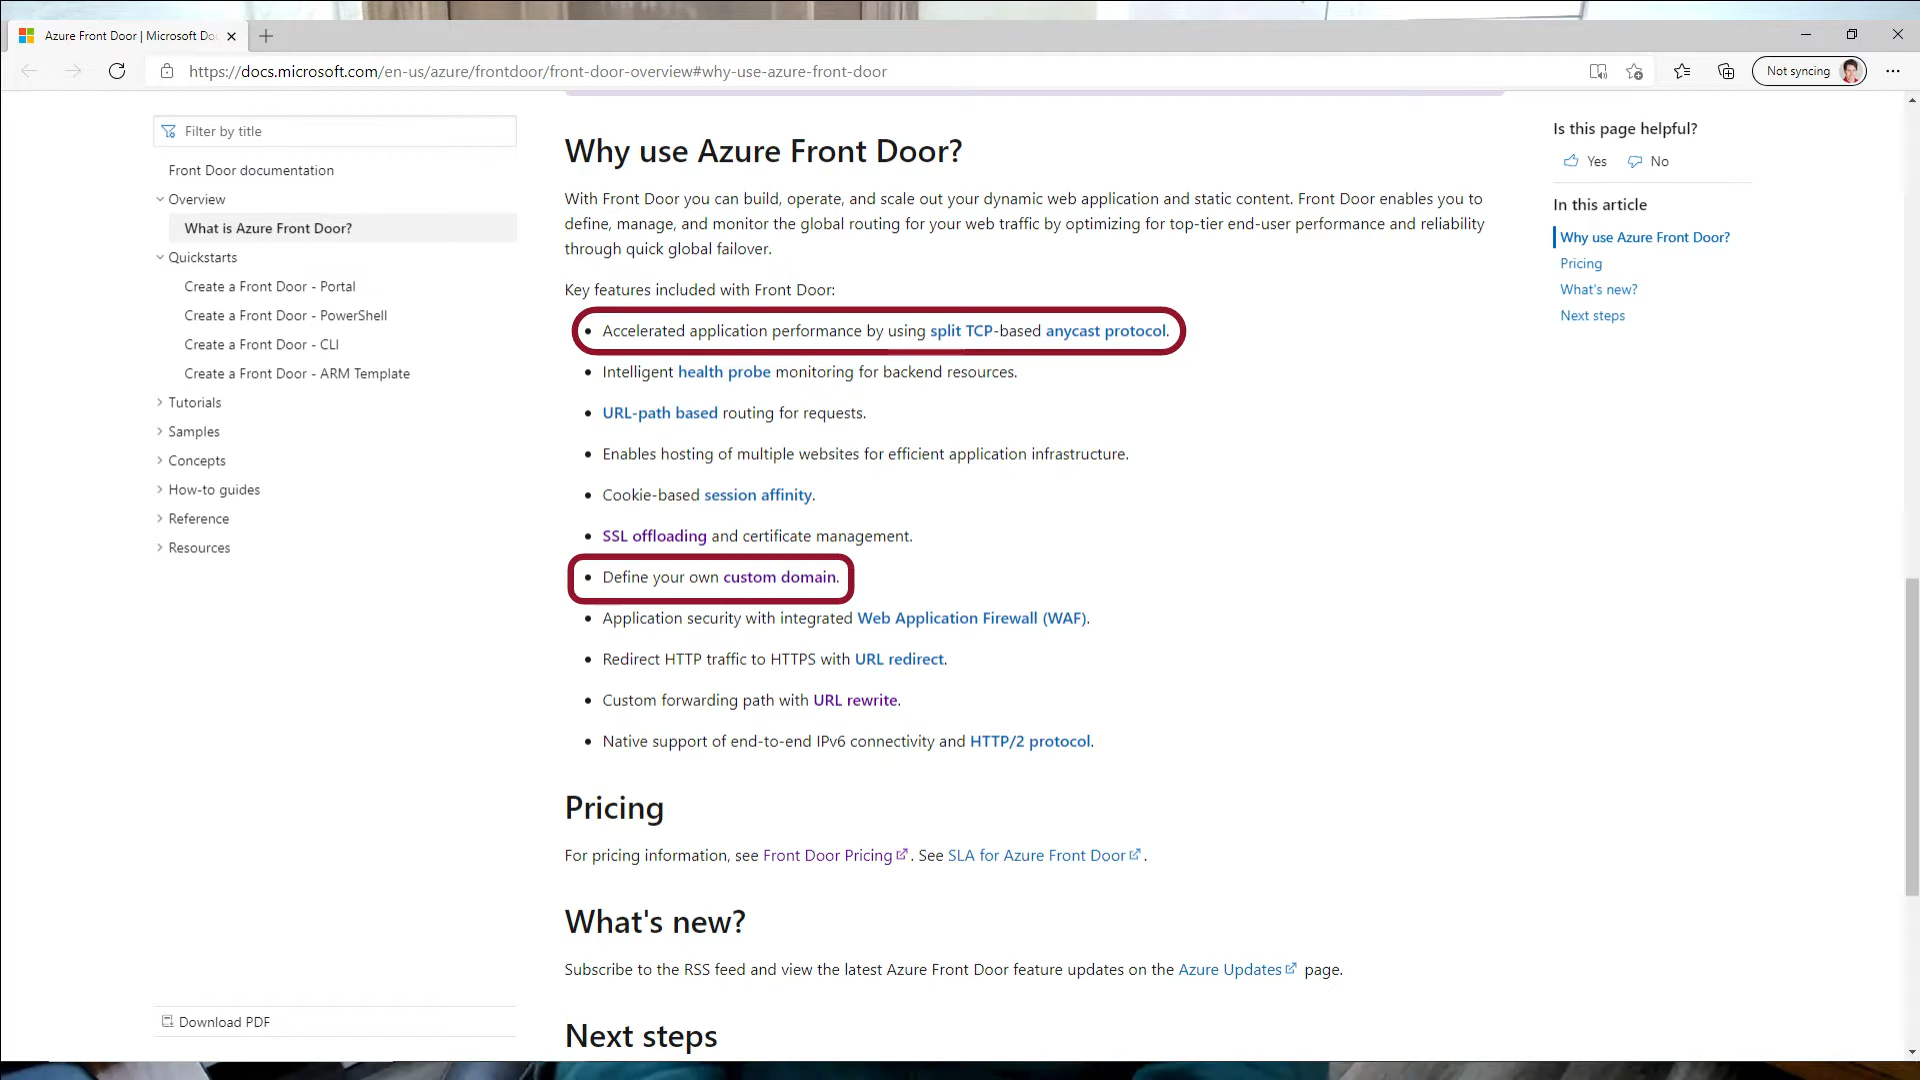 Azure Front Door | Microsoft Do
https://docs.microsoft.com/en-us/azure/frontdoor/front-door-overview#why-use-azure-front-door
Not syncing
Filter by title
Front Door documentation
Overview
What is Azure Front Door?
Quickstarts
Create a Front Door - Portal
Create a Front Door - PowerShell
Create a Front Door - CLI
Create a Front Door - ARM Template
Tutorials
Samples
Concepts
How-to guides
Reference
Resources
Download PDF
Why use Azure Front Door?
With Front Door you can build, operate, and scale out your dynamic web application and static content. Front Door enables you to
define, manage, and monitor the global routing for your web traffic by optimizing for top-tier end-user performance and reliability
through quick global failover.
Key features included with Front Door:
• Accelerated application performance by using split TCP-based anycast protocol.
• Intelligent health probe monitoring for backend resources.
• URL-path based routing for requests.
• Enables hosting of multiple websites for efficient application infrastructure.
• Cookie-based session affinity.
• SSL offloading and certificate management.
• Define your own custom domain.
• Application security with integrated Web Application Firewall (WAF).
• Redirect HTTP traffic to HTTPS with URL redirect.
• Custom forwarding path with URL rewrite.
• Native support of end-to-end IPv6 connectivity and HTTP/2 protocol.
Pricing
For pricing information, see Front Door Pricing. See SLA for Azure Front Door.
What's new?
Subscribe to the RSS feed and view the latest Azure Front Door feature updates on the Azure Updates page.
Next steps
Is this page helpful?
Yes No
In this article
Why use Azure Front Door?
Pricing
What's new?
Next steps